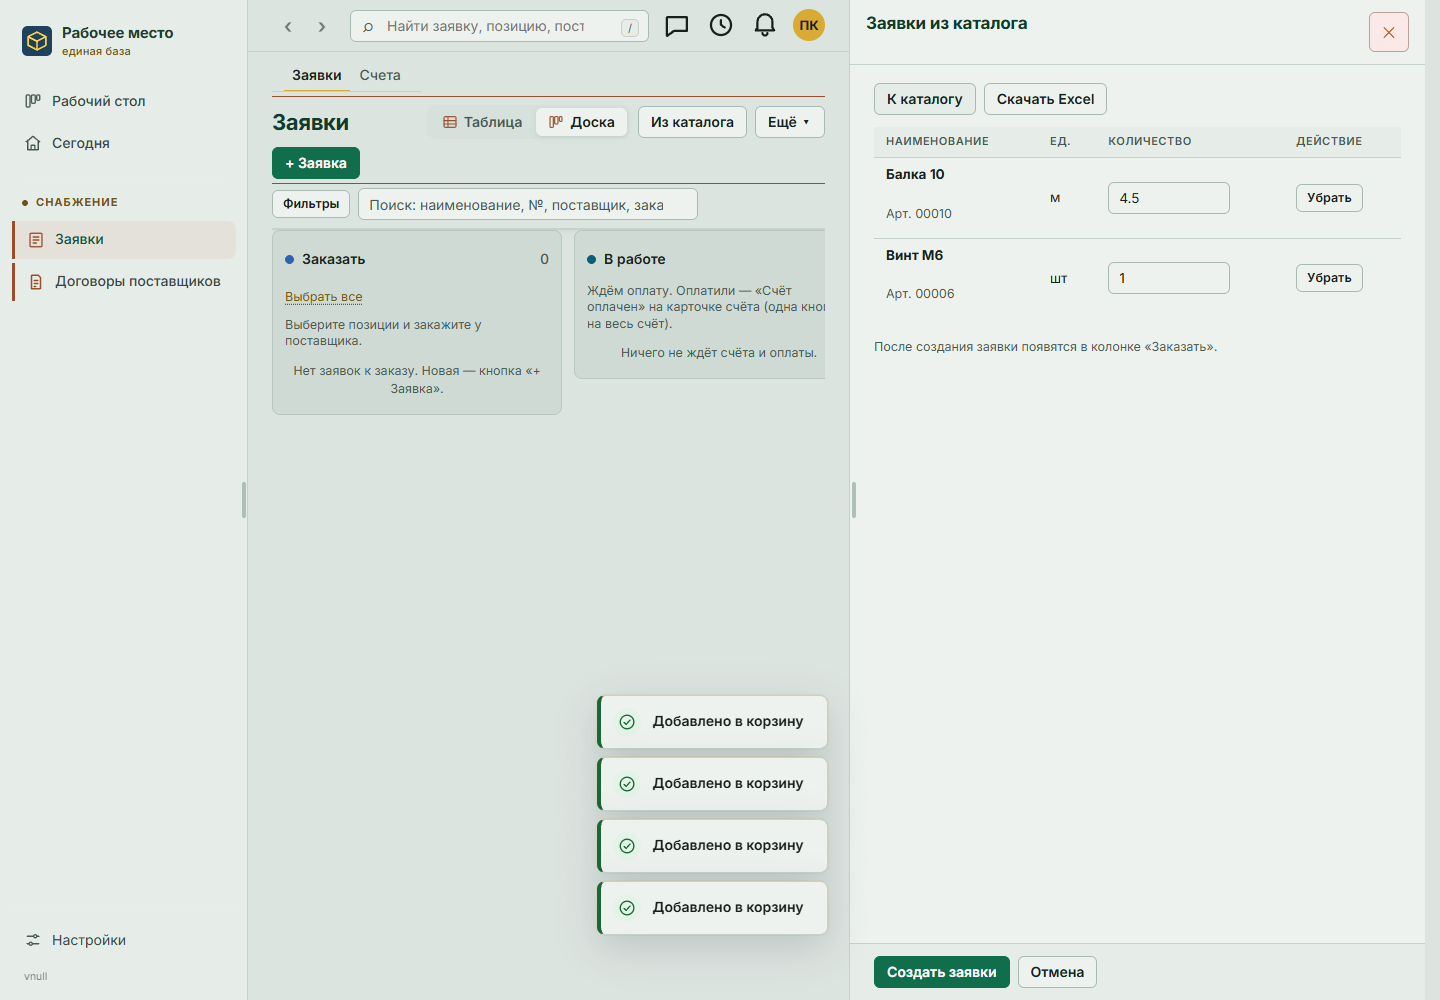 Рабочее место
единая база
Рабочий стол
Сегодня
СНАБЖЕНИЕ
Заявки
Договоры поставщиков
Настройки
vnull
Найти заявку, позицию, пост
/
ПК
Заявки
Счета
Заявки
Таблица
Доска
Из каталога
Ещё
+ Заявка
Фильтры
Поиск: наименование, №, поставщик, зака
Заказать
0
Выбрать все
Выберите позиции и закажите у
поставщика.
Нет заявок к заказу. Новая — кнопка «+
Заявка».
В работе
Ждём оплату. Оплатили — «Счёт
оплачен» на карточке счёта (одна кно
на весь счёт).
Ничего не ждёт счёта и оплаты.
Добавлено в корзину
Добавлено в корзину
Добавлено в корзину
Добавлено в корзину
Заявки из каталога
К каталогу
Скачать Excel
НАИМЕНОВАНИЕ
ЕД.
КОЛИЧЕСТВО
ДЕЙСТВИЕ
Балка 10
Арт. 00010
м
4.5
Убрать
Винт М6
Арт. 00006
шт
1
Убрать
После создания заявки появятся в колонке «Заказать».
Создать заявки
Отмена